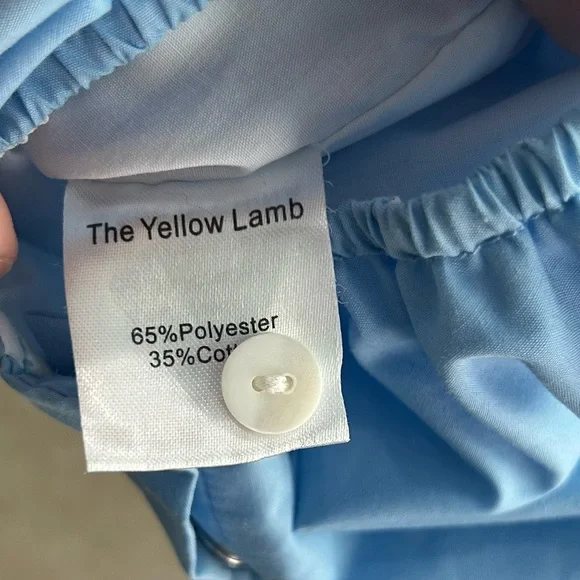 The Yellow Lamb
65%Polyester
35%Cot